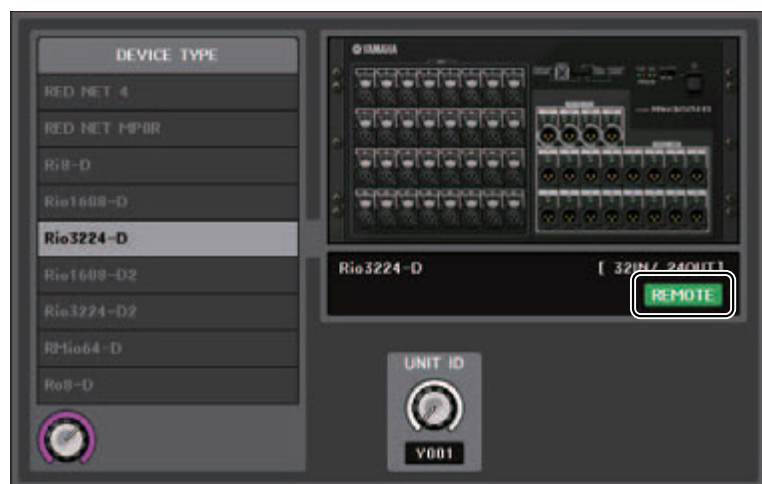 DEVICE TYPE
RED NET 4
RED NET MP8R
Ri8-D
Rio1608-D
Rio3224-D
Rio1608-D2
Rio3224-D2
RMio64-D
Ro8-D
YAMAHA
Rio3224-D [ 32IN/ 24OUT]
REMOTE
UNIT ID
Y001